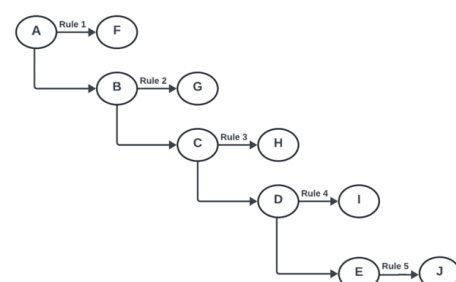 A Rule 1 F
B Rule 2 G
C Rule 3 H
D Rule 4 I
E Rule 5 J